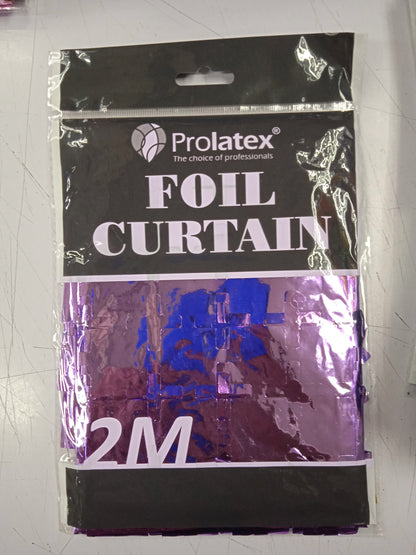 Prolatex®
The choice of professionals
FOIL
CURTAIN
2M